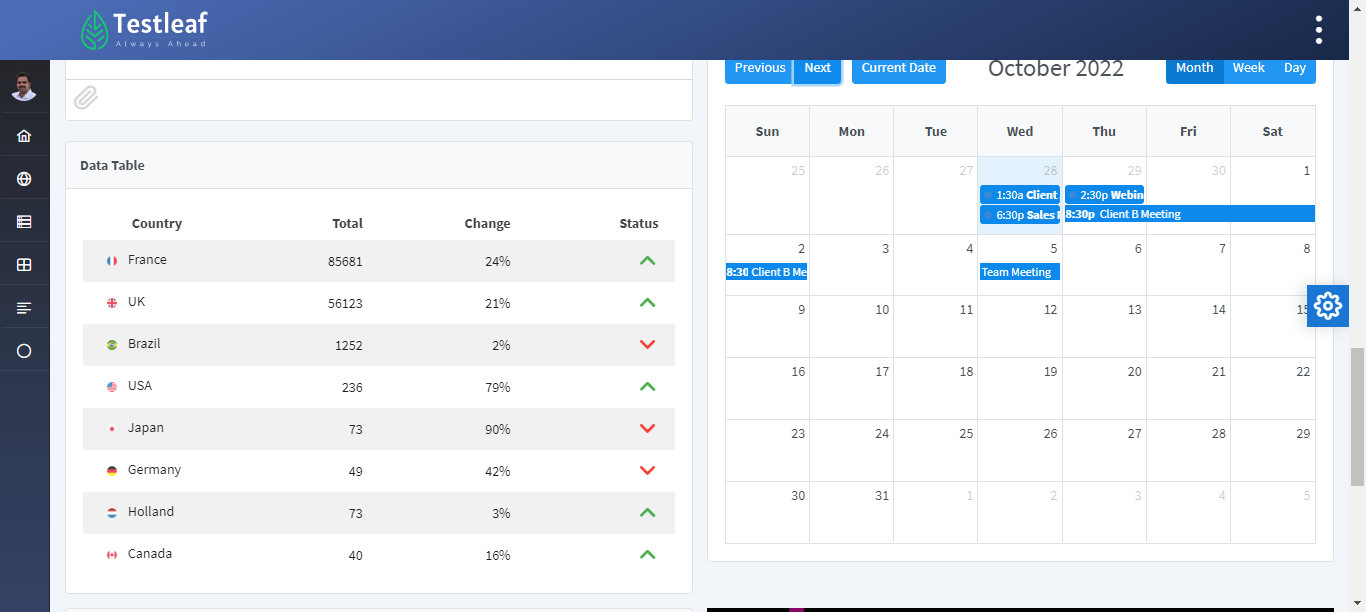 Testleaf
Always Ahead
Data Table
Country Total Change Status
France 85681 24%
UK 56123 21%
Brazil 1252 2%
USA 236 79%
Japan 73 90%
Germany 49 42%
Holland 73 3%
Canada 40 16%
Previous Next Current Date October 2022 Month Week Day
Sun Mon Tue Wed Thu Fri Sat
25 26 27 28 29 30 1
1:30a Client 2:30p Webin
6:30p Sales 8:30p Client B Meeting
2 3 4 5 6 7 8
8:30 Client B Me Team Meeting
9 10 11 12 13 14 15
16 17 18 19 20 21 22
23 24 25 26 27 28 29
30 31 1 2 3 4 5